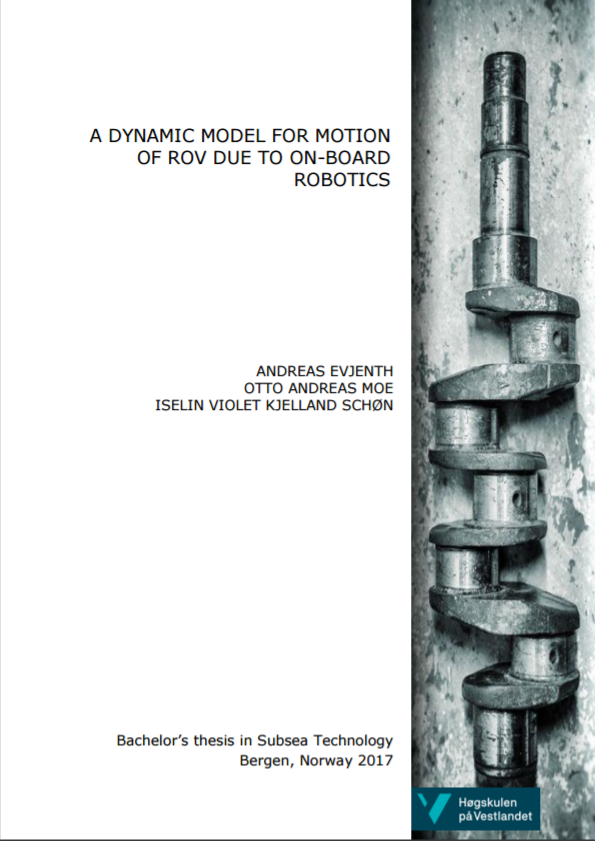 A DYNAMIC MODEL FOR MOTION
OF ROV DUE TO ON-BOARD
ROBOTICS
ANDREAS EVJENTH
OTTO ANDREAS MOE
ISELIN VIOLET KJELLAND SCHØN
Bachelor's thesis in Subsea Technology
Bergen, Norway 2017
Høgskulen
på Vestlandet